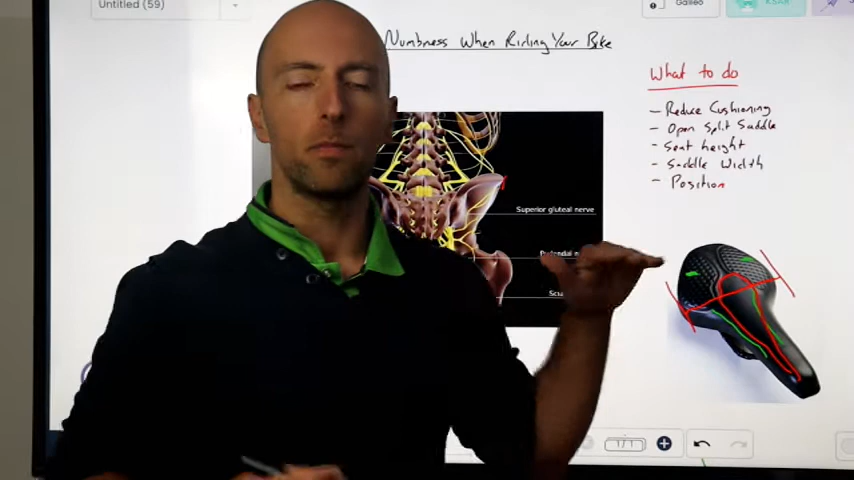 Untitled (59)
Galileo
Numbness When Riding Your Bike
What to do
- Reduce Cushioning
- Open Split Saddle
- Seat height
- Saddle Width
- Position
Superior gluteal nerve
1/1